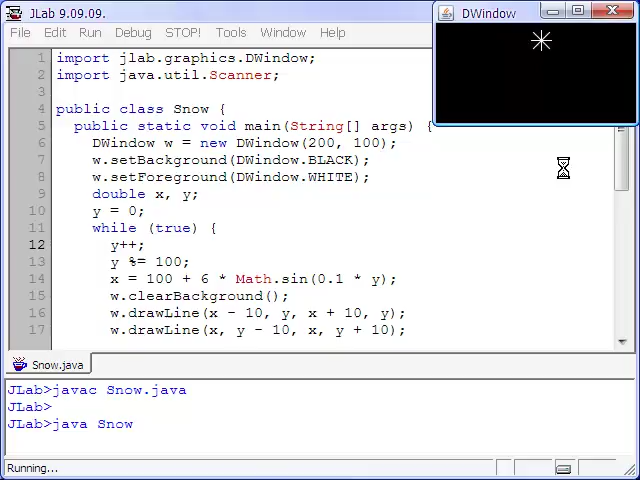 JLab 9.09.09.
DWindow
File Edit Run Debug STOP! Tools Window Help
1 import jlab.graphics.DWindow;
2 import java.util.Scanner;
3
4 public class Snow {
5 public static void main(String[] args) {
6 DWindow w = new DWindow(200, 100);
7 w.setBackground(DWindow.BLACK);
8 w.setForeground(DWindow.WHITE);
9 double x, y;
10 y = 0;
11 while (true) {
12 y++;
13 y %= 100;
14 x = 100 + 6 * Math.sin(0.1 * y);
15 w.clearBackground();
16 w.drawLine(x - 10, y, x + 10, y);
17 w.drawLine(x, y - 10, x, y + 10);
Snow.java
JLab>javac Snow.java
JLab>
JLab>java Snow
Running...